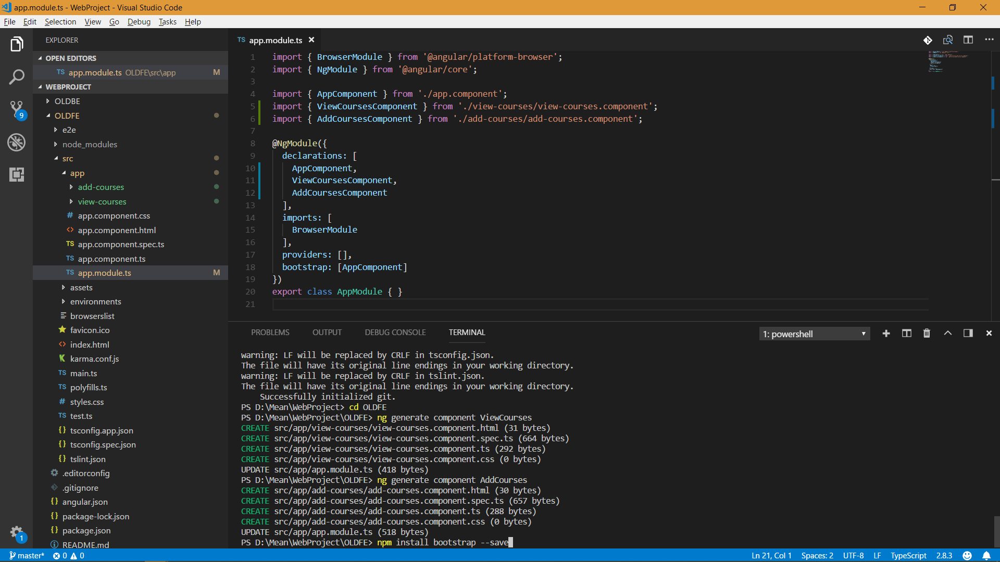 app.module.ts - WebProject - Visual Studio Code
File Edit Selection View Go Debug Tasks Help
EXPLORER
OPEN EDITORS
TS app.module.ts OLDFE\src\app M
WEBPROJECT
OLDBE
OLDFE
e2e
node_modules
src
app
add-courses
view-courses
# app.component.css
<> app.component.html
TS app.component.spec.ts
TS app.component.ts
TS app.module.ts M
assets
environments
browserslist
favicon.ico
<> index.html
K karma.conf.js
TS main.ts
TS polyfills.ts
# styles.css
TS test.ts
{} tsconfig.app.json
{} tsconfig.spec.json
{} tslint.json
.editorconfig
.gitignore
{} angular.json
{} package-lock.json
{} package.json
README.md
9
1
TS app.module.ts
1 import { BrowserModule } from '@angular/platform-browser';
2 import { NgModule } from '@angular/core';
3
4 import { AppComponent } from './app.component';
5 import { ViewCoursesComponent } from './view-courses/view-courses.component';
6 import { AddCoursesComponent } from './add-courses/add-courses.component';
7
8 @NgModule({
9 declarations: [
10 AppComponent,
11 ViewCoursesComponent,
12 AddCoursesComponent
13 ],
14 imports: [
15 BrowserModule
16 ],
17 providers: [],
18 bootstrap: [AppComponent]
19 })
20 export class AppModule { }
21
PROBLEMS OUTPUT DEBUG CONSOLE TERMINAL 1: powershell
warning: LF will be replaced by CRLF in tsconfig.json.
The file will have its original line endings in your working directory.
warning: LF will be replaced by CRLF in tslint.json.
The file will have its original line endings in your working directory.
Successfully initialized git.
PS D:\Mean\WebProject> cd OLDFE
PS D:\Mean\WebProject\OLDFE> ng generate component ViewCourses
CREATE src/app/view-courses/view-courses.component.html (31 bytes)
CREATE src/app/view-courses/view-courses.component.spec.ts (664 bytes)
CREATE src/app/view-courses/view-courses.component.ts (292 bytes)
CREATE src/app/view-courses/view-courses.component.css (0 bytes)
UPDATE src/app/app.module.ts (418 bytes)
PS D:\Mean\WebProject\OLDFE> ng generate component AddCourses
CREATE src/app/add-courses/add-courses.component.html (30 bytes)
CREATE src/app/add-courses/add-courses.component.spec.ts (657 bytes)
CREATE src/app/add-courses/add-courses.component.ts (288 bytes)
CREATE src/app/add-courses/add-courses.component.css (0 bytes)
UPDATE src/app/app.module.ts (518 bytes)
PS D:\Mean\WebProject\OLDFE> npm install bootstrap --save
master* 0 0 Ln 21, Col 1 Spaces: 2 UTF-8 LF TypeScript 2.8.3